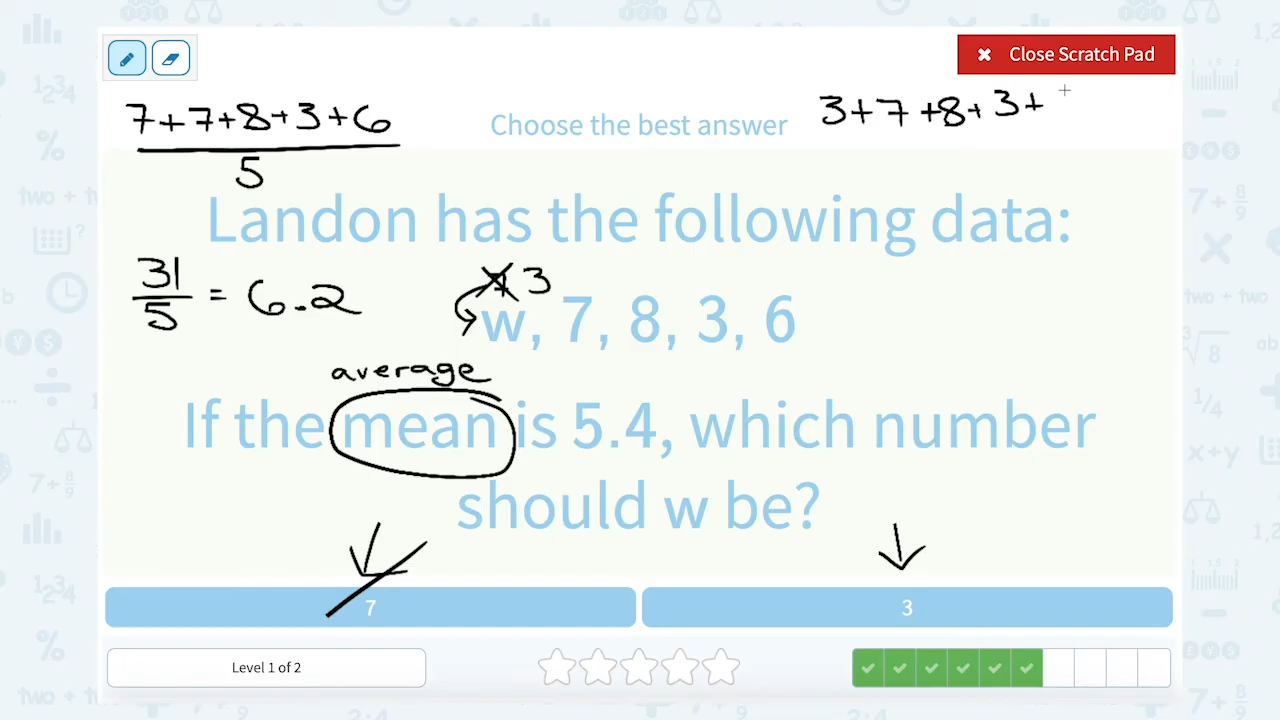 Close Scratch Pad
7+7+8+3+6
5
Choose the best answer
3+7+8+3+
Landon has the following data:
31
5
= 6.2
3
w, 7, 8, 3, 6
average
If the mean is 5.4, which number
should w be?
7
3
Level 1 of 2